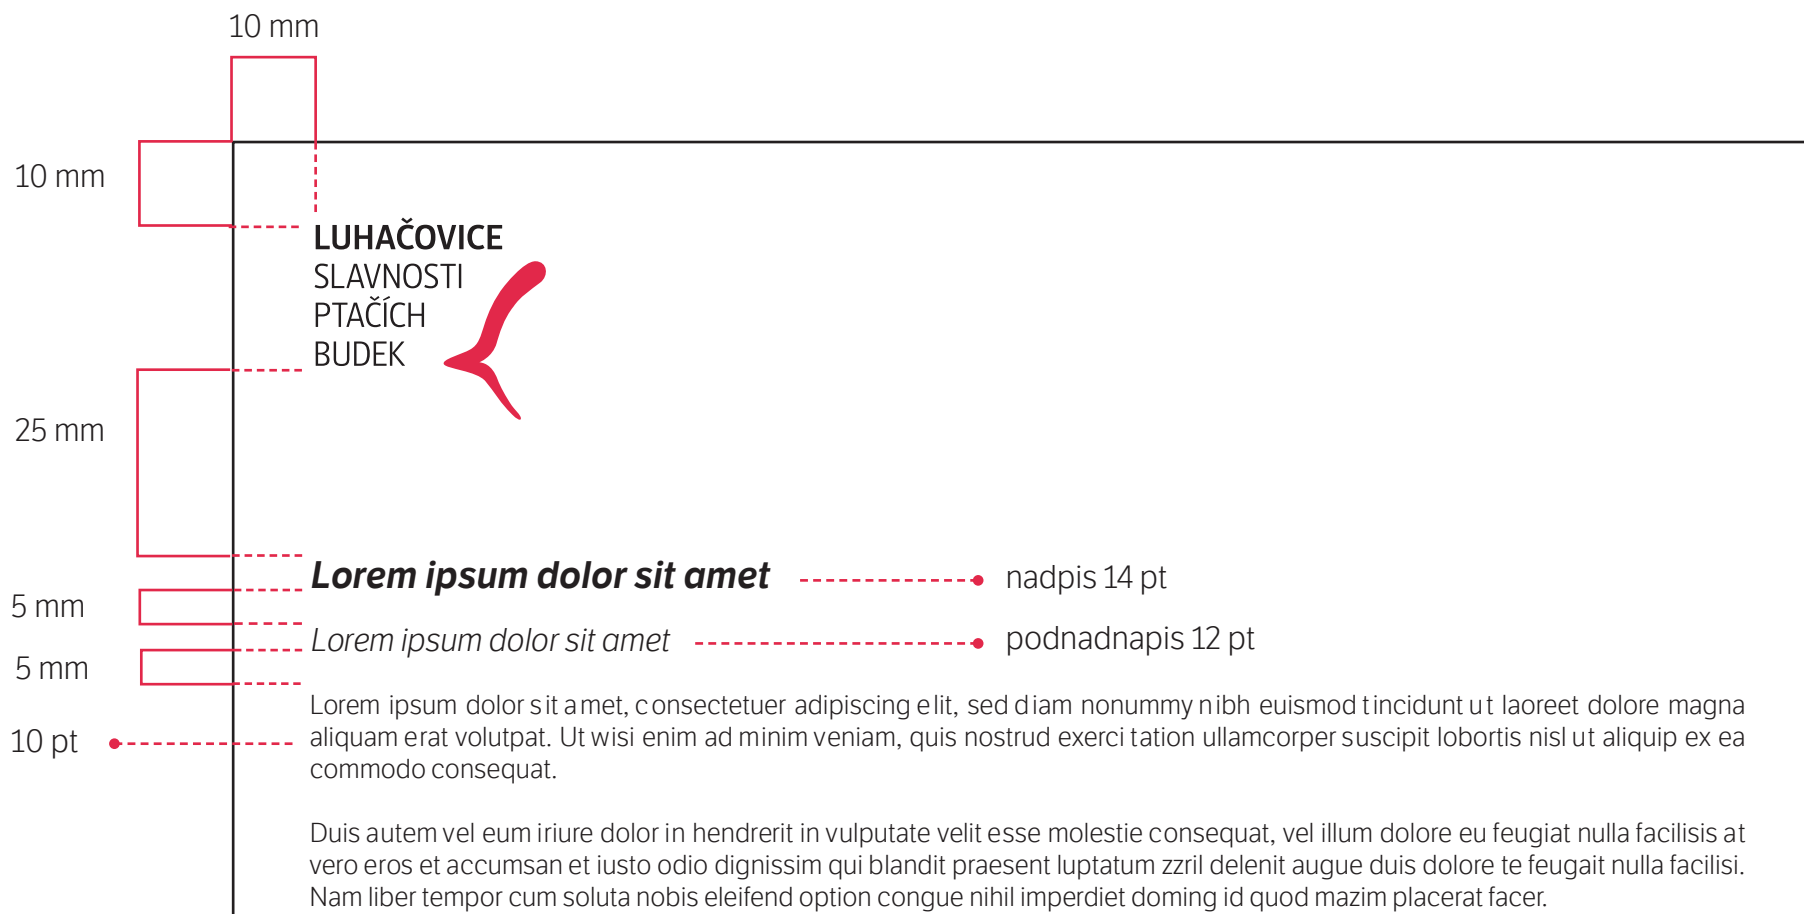 10 mm
10 mm
LUHAČOVICE
SLAVNOSTI
PTAČÍCH
BUDEK
25 mm
Lorem ipsum dolor sit amet
nadpis 14 pt
5 mm
Lorem ipsum dolor sit amet
podnadnapis 12 pt
5 mm
Lorem ipsum dolor sit amet, consectetuer adipiscing elit, sed diam nonummy nibh euismod tincidunt ut laoreet dolore magna
10 pt
aliquam erat volutpat. Ut wisi enim ad minim veniam, quis nostrud exerci tation ullamcorper suscipit lobortis nisl ut aliquip ex ea
commodo consequat.
Duis autem vel eum iriure dolor in hendrerit in vulputate velit esse molestie consequat, vel illum dolore eu feugiat nulla facilisis at
vero eros et accumsan et iusto odio dignissim qui blandit praesent luptatum zzril delenit augue duis dolore te feugait nulla facilisi.
Nam liber tempor cum soluta nobis eleifend option congue nihil imperdiet doming id quod mazim placerat facer.